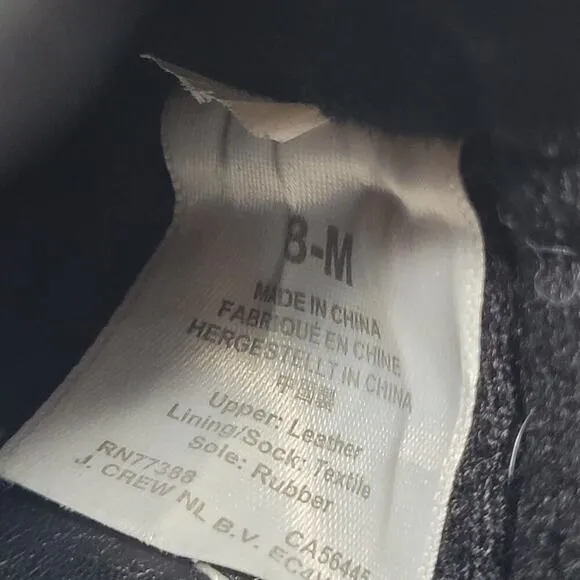 8-M
MADE IN CHINA
FABRIQUÉ EN CHINE
HERGESTELLT IN CHINA
中国製
Upper: Leather
Lining/Sock: Textile
Sole: Rubber
RN77388 CA56445
J. CREW NL B.V. EC4V